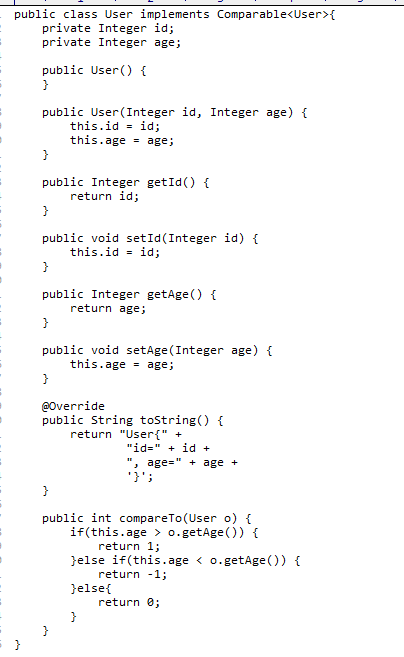 public class User implements Comparable<User>{
    private Integer id;
    private Integer age;

    public User() {
    }

    public User(Integer id, Integer age) {
        this.id = id;
        this.age = age;
    }

    public Integer getId() {
        return id;
    }

    public void setId(Integer id) {
        this.id = id;
    }

    public Integer getAge() {
        return age;
    }

    public void setAge(Integer age) {
        this.age = age;
    }

    @Override
    public String toString() {
        return "User{" +
                "id=" + id +
                ", age=" + age +
                '}';
    }

    public int compareTo(User o) {
        if(this.age > o.getAge()) {
            return 1;
        }else if(this.age < o.getAge()) {
            return -1;
        }else{
            return 0;
        }
    }
}